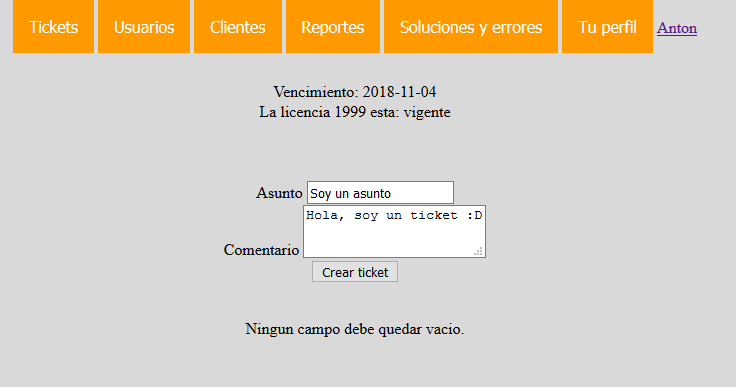 Tickets Usuarios Clientes Reportes Soluciones y errores Tu perfil Anton
Vencimiento: 2018-11-04
La licencia 1999 esta: vigente
Asunto Soy un asunto
Hola, soy un ticket :D
Comentario
Crear ticket
Ningun campo debe quedar vacio.